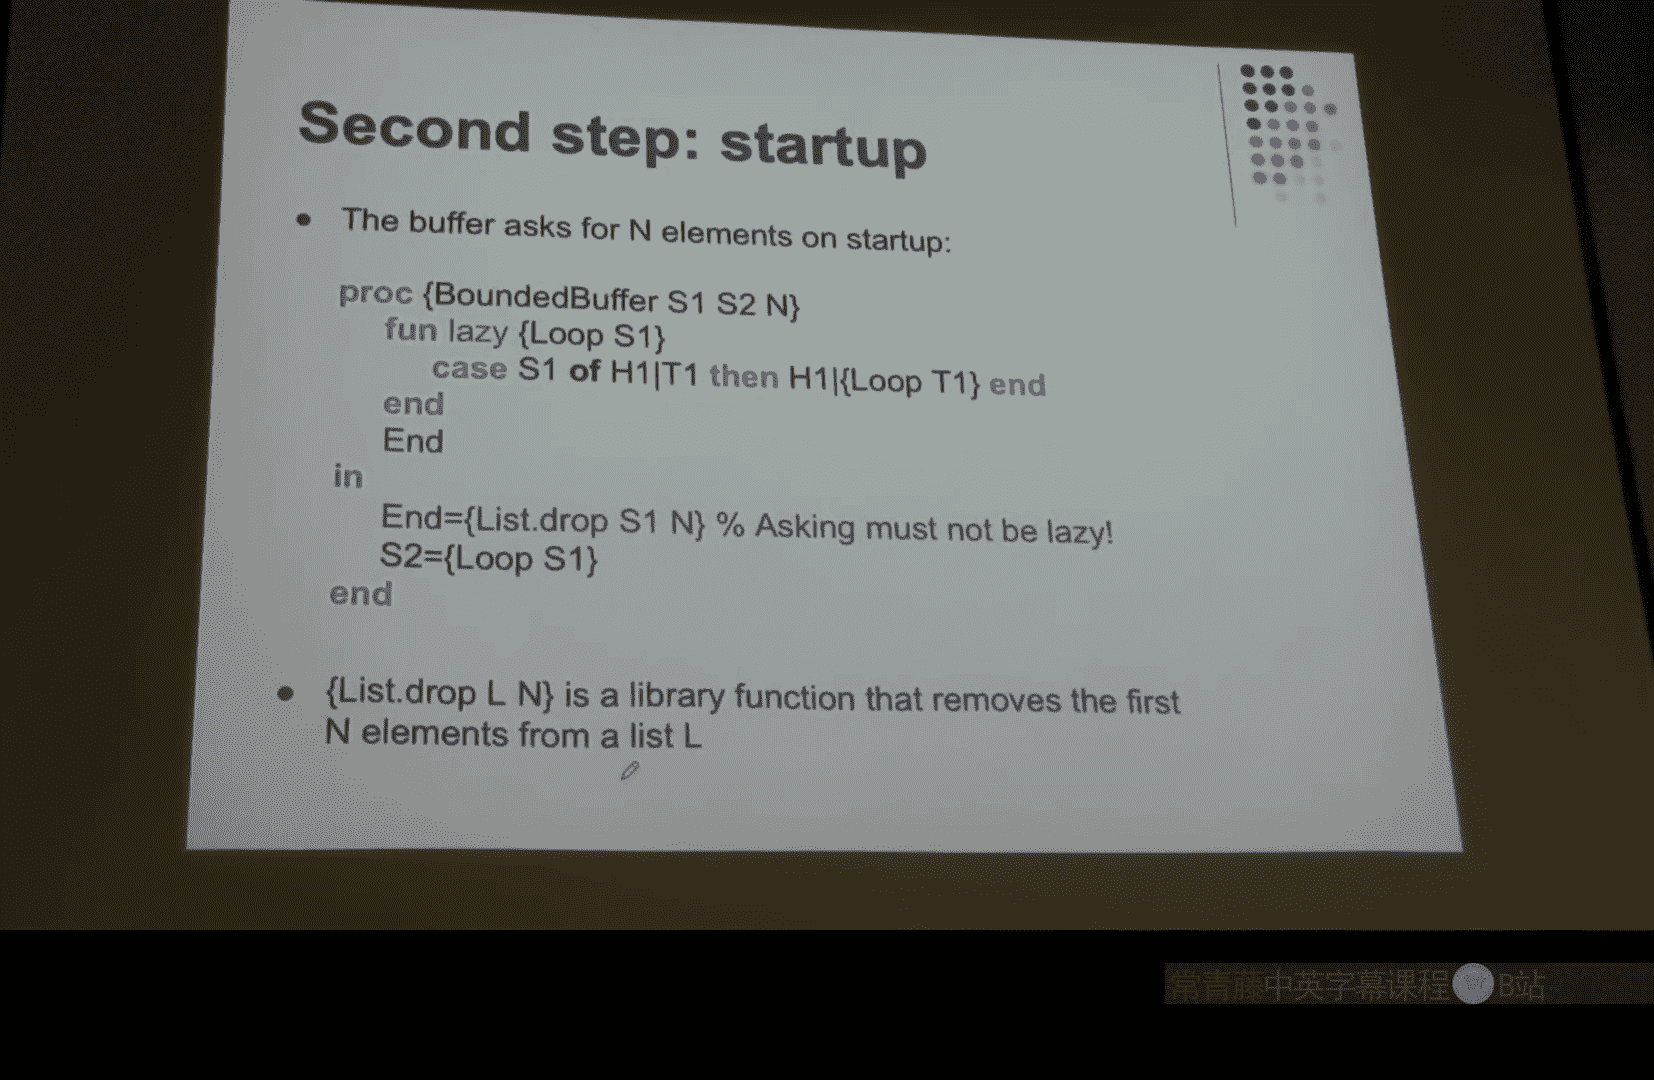 Second step: startup
● The buffer asks for N elements on startup:
proc {BoundedBuffer S1 S2 N}
fun lazy {Loop S1}
case S1 of H1|T1 then H1|{Loop T1} end
end
End
in
End={List.drop S1 N} % Asking must not be lazy!
S2={Loop S1}
end
● {List.drop L N} is a library function that removes the first
N elements from a list L
常青藤中英字幕课程 B站